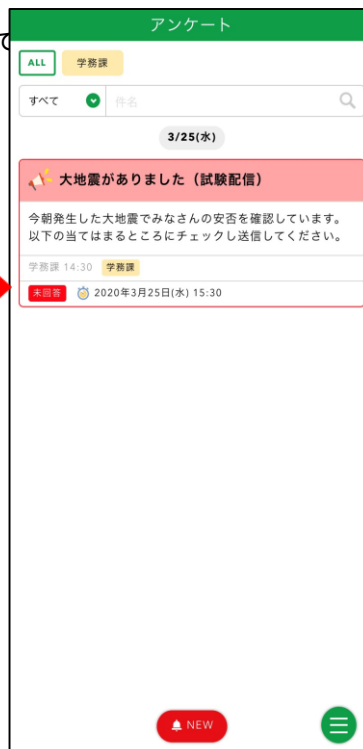 て
アンケート
ALL 学務課
すべて 件名
3/25(水)
大地震がありました(試験配信)
今朝発生した大地震でみなさんの安否を確認しています。
以下の当てはまるところにチェックし送信してください。
学務課 14:30 学務課
未回答 2020年3月25日(水) 15:30
NEW